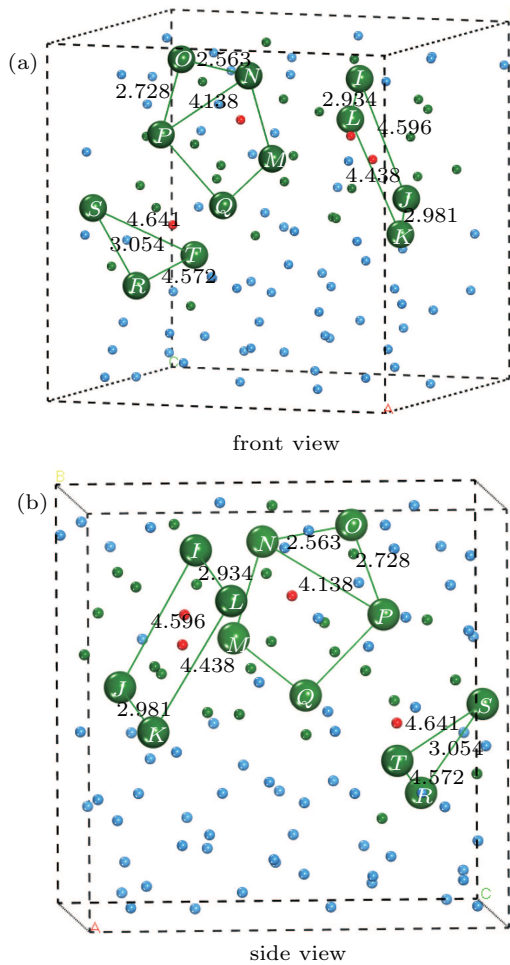 (a)
O
2.563
N
2.728
4.138
P
M
Q
I
2.934
L
4.596
4.438
J
2.981
K
S
4.641
3.054
T
4.572
R
C
A
front view
B
(b)
O
N
2.563
I
2.728
2.934
4.138
L
4.596
P
M
4.438
J
Q
2.981
S
K
4.641
3.054
T
4.572
R
C
A
side view